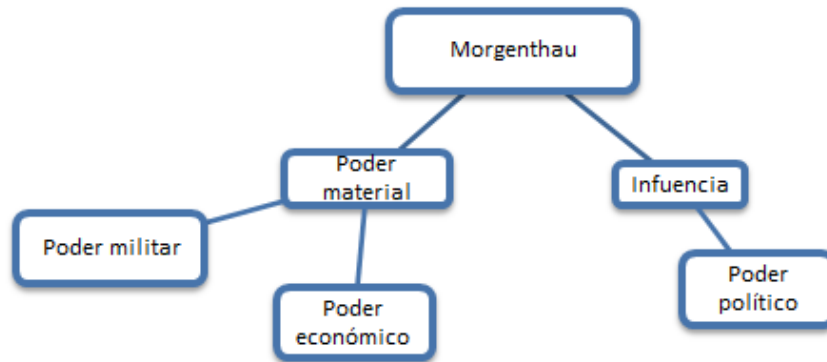 Morgenthau
Poder
material
Infuencia
Poder militar
Poder
político
Poder
económico